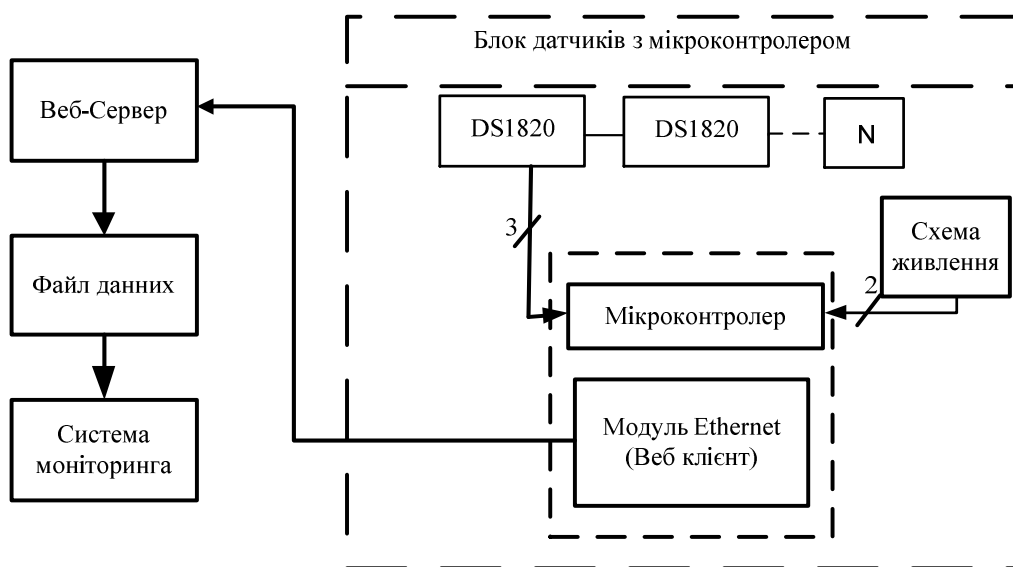 Блок датчиків з мікроконтролером
Веб-Сервер
DS1820
DS1820
N
3
Схема
живлення
Файл данних
2
Мікроконтролер
Система
моніторинга
Модуль Ethernet
(Веб клієнт)